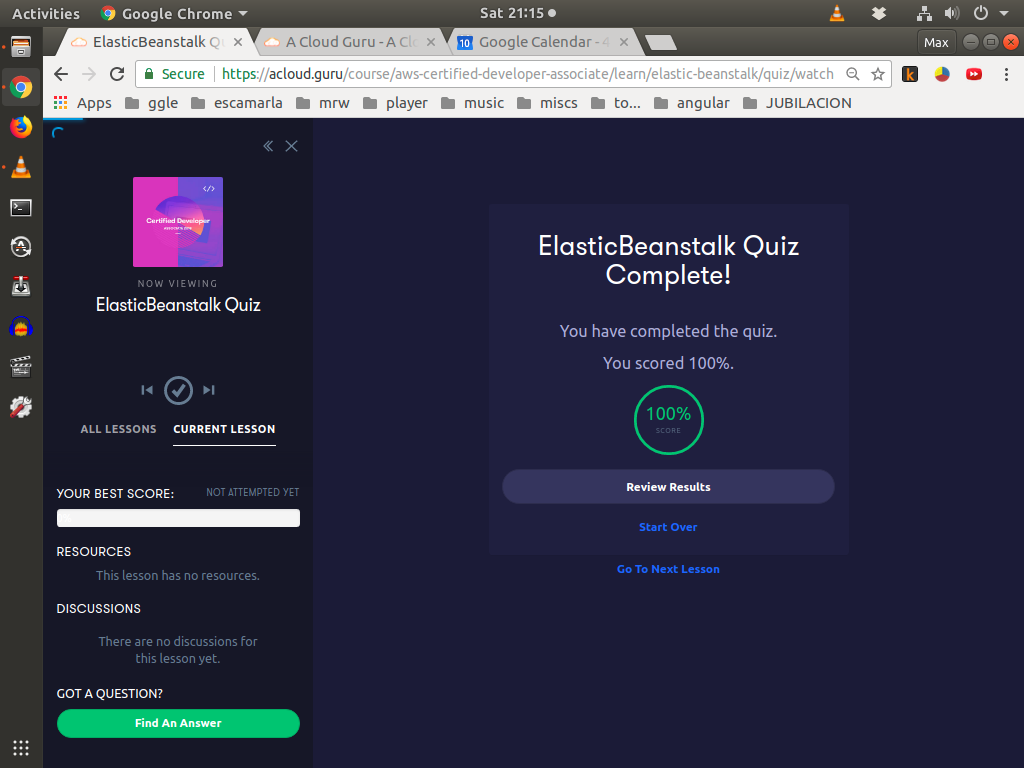 Activities Google Chrome Sat 21:15
ElasticBeanstalk Q A Cloud Guru - A Cl Google Calendar - 4 Max
Secure https://acloud.guru/course/aws-certified-developer-associate/learn/elastic-beanstalk/quiz/watch
Apps ggle escamarla mrw player music miscs to... angular JUBILACION
</>
Certified Developer
NOW VIEWING
ElasticBeanstalk Quiz
ALL LESSONS CURRENT LESSON
YOUR BEST SCORE: NOT ATTEMPTED YET
RESOURCES
This lesson has no resources.
DISCUSSIONS
There are no discussions for
this lesson yet.
GOT A QUESTION?
Find An Answer
ElasticBeanstalk Quiz
Complete!
You have completed the quiz.
You scored 100%.
100%
SCORE
Review Results
Start Over
Go To Next Lesson